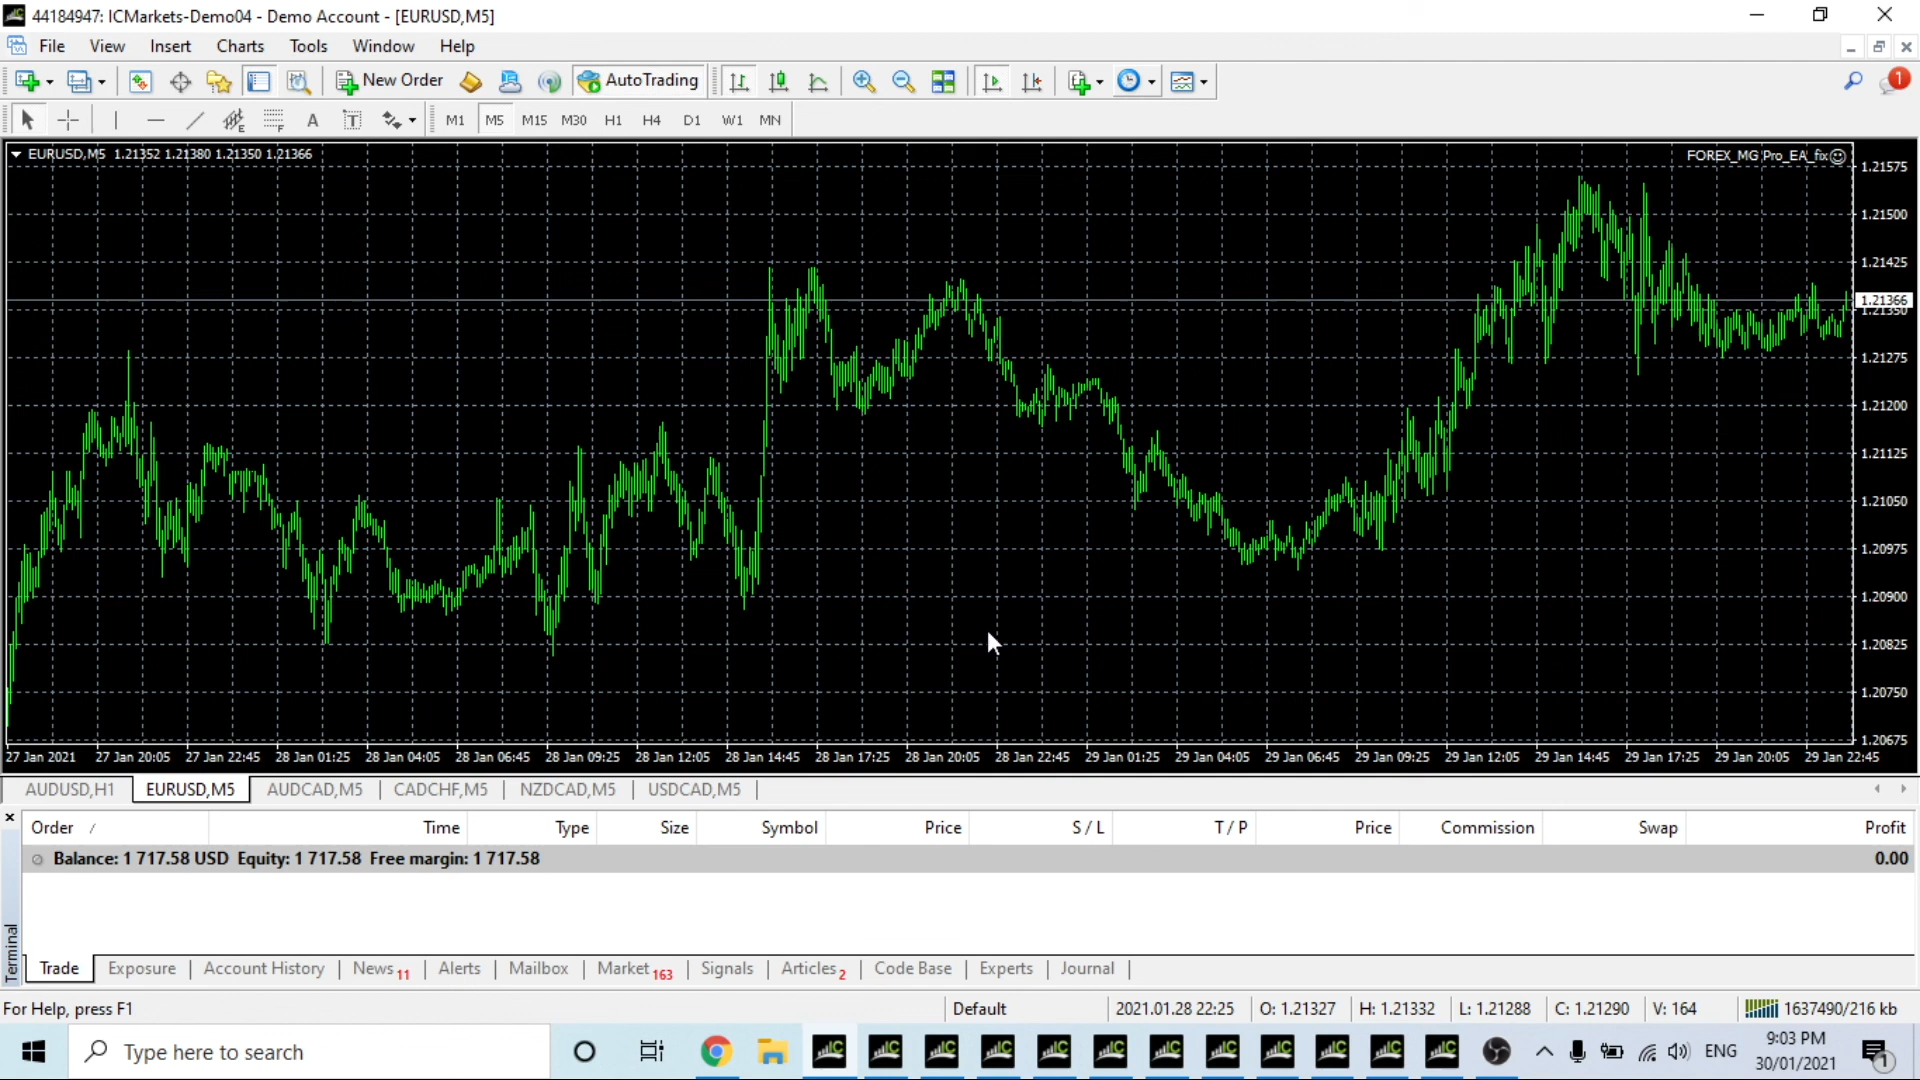 44184947: ICMarkets-Demo04 - Demo Account - [EURUSD,M5]
File View Insert Charts Tools Window Help
New Order AutoTrading 1
A T M1 M5 M15 M30 H1 H4 D1 W1 MN
EURUSD,M5 1.21352 1.21380 1.21350 1.21366
FOREX_MG Pro_EA_fix
1.21575
1.21500
1.21425
1.21366
1.21350
1.21275
1.21200
1.21125
1.21050
1.20975
1.20900
1.20825
1.20750
1.20675
27 Jan 2021 27 Jan 20:05 27 Jan 22:45 28 Jan 01:25 28 Jan 04:05 28 Jan 06:45 28 Jan 09:25 28 Jan 12:05 28 Jan 14:45 28 Jan 17:25 28 Jan 20:05 28 Jan 22:45 29 Jan 01:25 29 Jan 04:05 29 Jan 06:45 29 Jan 09:25 29 Jan 12:05 29 Jan 14:45 29 Jan 17:25 29 Jan 20:05 29 Jan 22:45
AUDUSD,H1 EURUSD,M5 AUDCAD,M5 CADCHF,M5 NZDCAD,M5 USDCAD,M5
Order / Time Type Size Symbol Price S / L T / P Price Commission Swap Profit
Balance: 1 717.58 USD Equity: 1 717.58 Free margin: 1 717.58 0.00
Terminal
Trade Exposure Account History News 11 Alerts Mailbox Market 163 Signals Articles 2 Code Base Experts Journal
For Help, press F1 Default 2021.01.28 22:25 O: 1.21327 H: 1.21332 L: 1.21288 C: 1.21290 V: 164 1637490/216 kb
Type here to search ENG 9:03 PM
30/01/2021 1